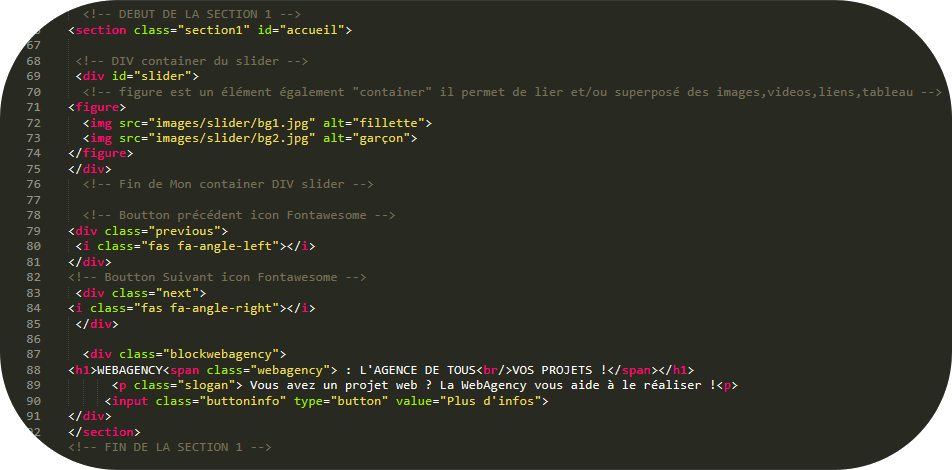 <!-- DEBUT DE LA SECTION 1 -->
66 <section class="section1" id="accueil">
67
68 <!-- DIV container du slider -->
69 <div id="slider">
70 <!-- figure est un élément également "container" il permet de lier et/ou superposé des images,videos,liens,tableau -->
71 <figure>
72 <img src="images/slider/bg1.jpg" alt="fillette">
73 <img src="images/slider/bg2.jpg" alt="garçon">
74 </figure>
75 </div>
76 <!-- Fin de Mon container DIV slider -->
77
78 <!-- Boutton précédent icon Fontawesome -->
79 <div class="previous">
80 <i class="fas fa-angle-left"></i>
81 </div>
82 <!-- Boutton Suivant icon Fontawesome -->
83 <div class="next">
84 <i class="fas fa-angle-right"></i>
85 </div>
86
87 <div class="blockwebagency">
88 <h1>WEBAGENCY<span class="webagency"> : L'AGENCE DE TOUS<br/>VOS PROJETS !</span></h1>
89 <p class="slogan"> Vous avez un projet web ? La WebAgency vous aide à le réaliser !<p>
90 <input class="buttoninfo" type="button" value="Plus d'infos">
91 </div>
92 </section>
<!-- FIN DE LA SECTION 1 -->